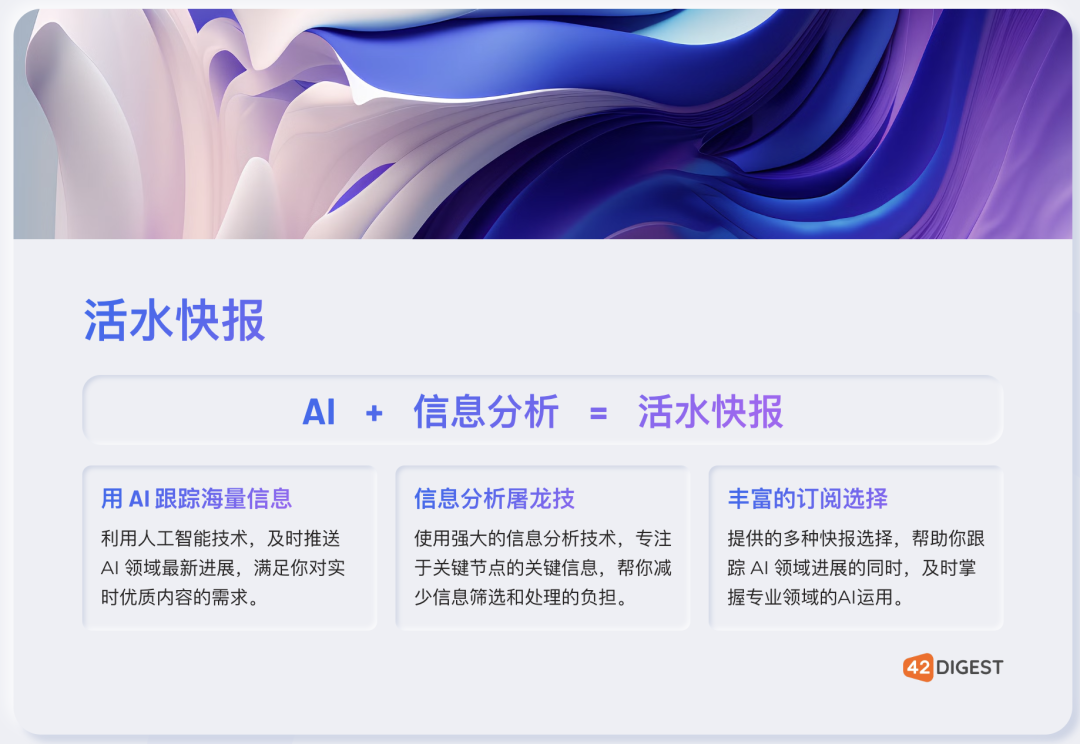 活水快报
AI + 信息分析 = 活水快报
用 AI 跟踪海量信息
利用人工智能技术，及时推送
AI 领域最新进展，满足你对实
时优质内容的需求。
信息分析屠龙技
使用强大的信息分析技术，专注
于关键节点的关键信息，帮你减
少信息筛选和处理的负担。
丰富的订阅选择
提供的多种快报选择，帮助你跟
踪 AI 领域进展的同时，及时掌
握专业领域的AI运用。
42DIGEST